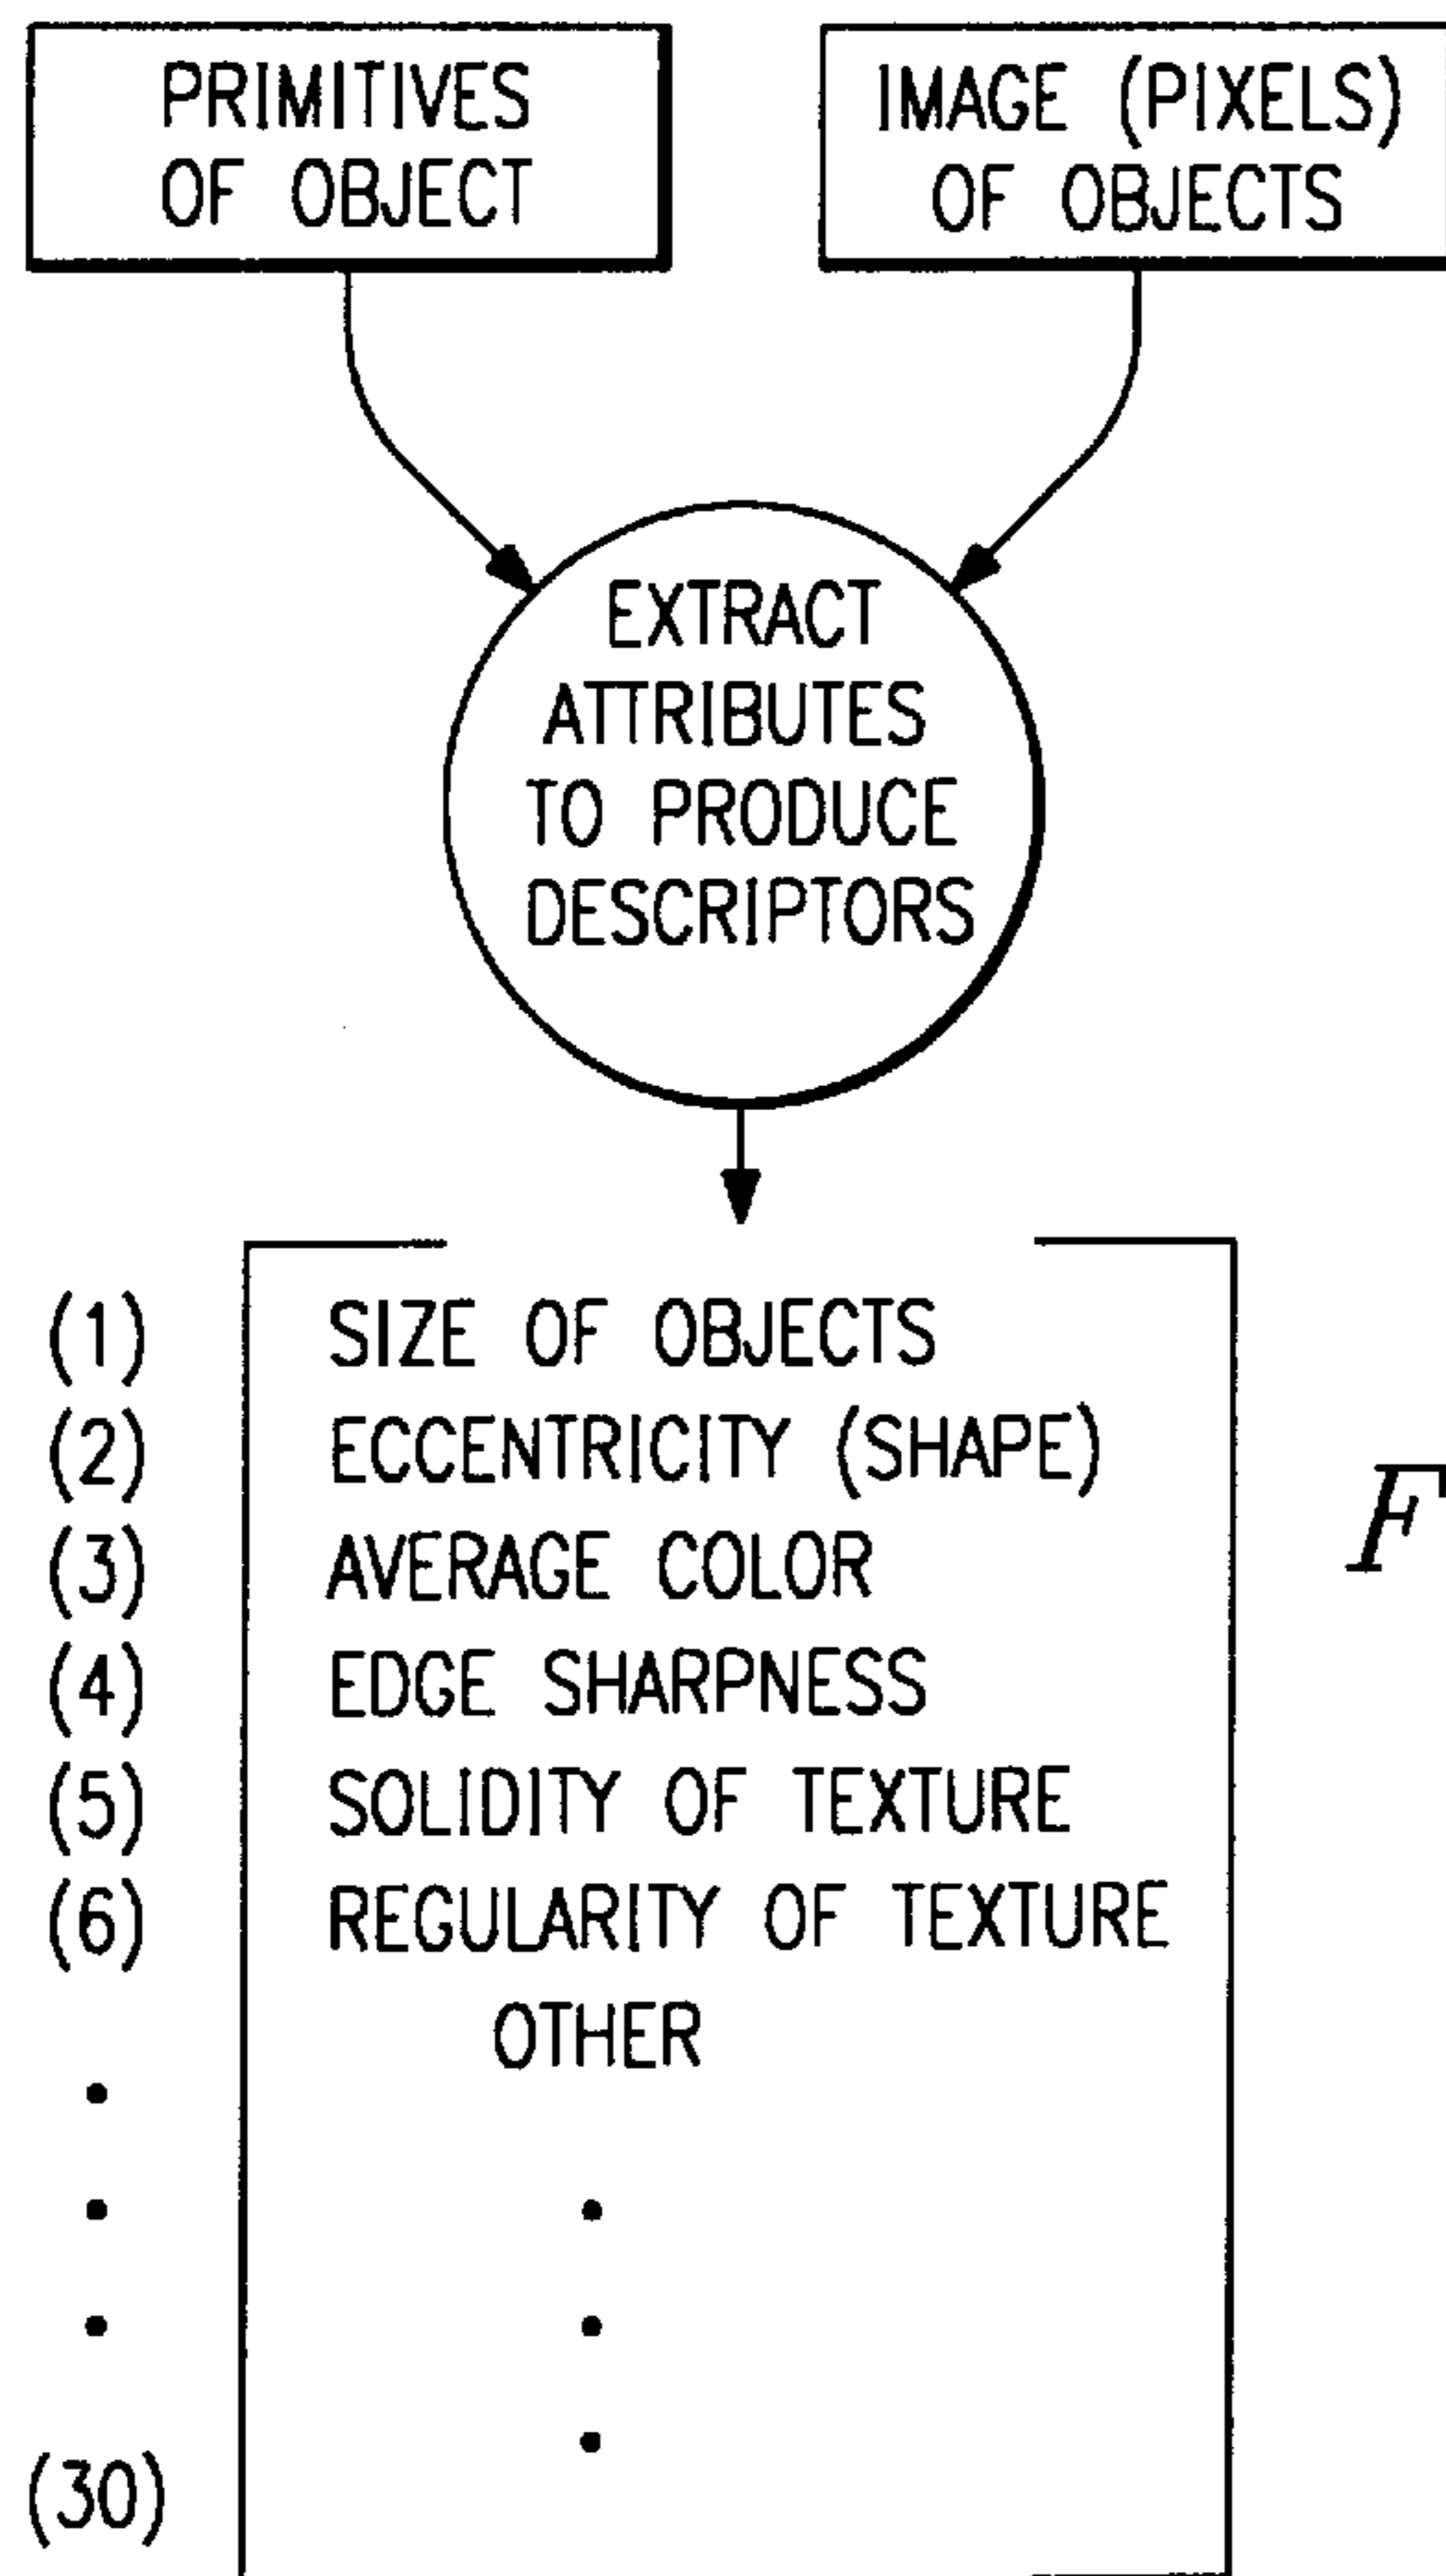 PRIMITIVES
OF OBJECT
IMAGE (PIXELS)
OF OBJECTS
EXTRACT
ATTRIBUTES
TO PRODUCE
DESCRIPTORS
(1) SIZE OF OBJECTS
(2) ECCENTRICITY (SHAPE)
(3) AVERAGE COLOR
(4) EDGE SHARPNESS
(5) SOLIDITY OF TEXTURE
(6) REGULARITY OF TEXTURE
OTHER
(30)